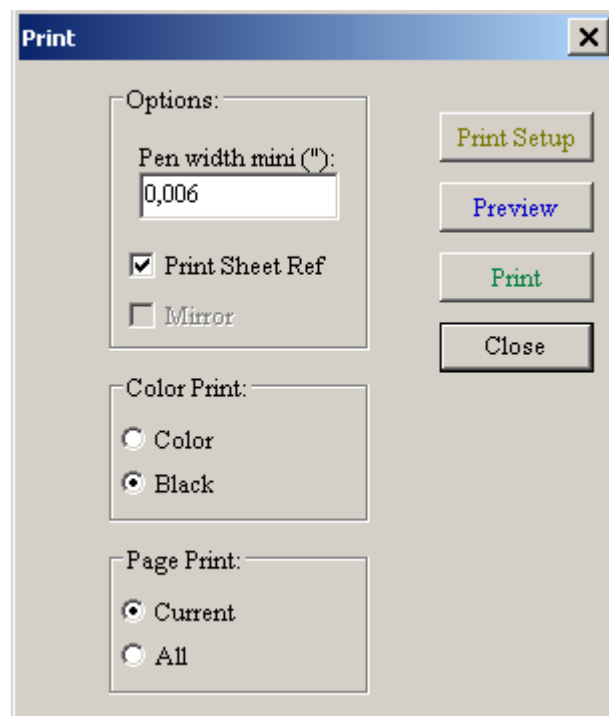 Print
Options:
Pen width mini ("):
0,006
Print Sheet Ref
Mirror
Color Print:
Color
Black
Page Print:
Current
All
Print Setup
Preview
Print
Close